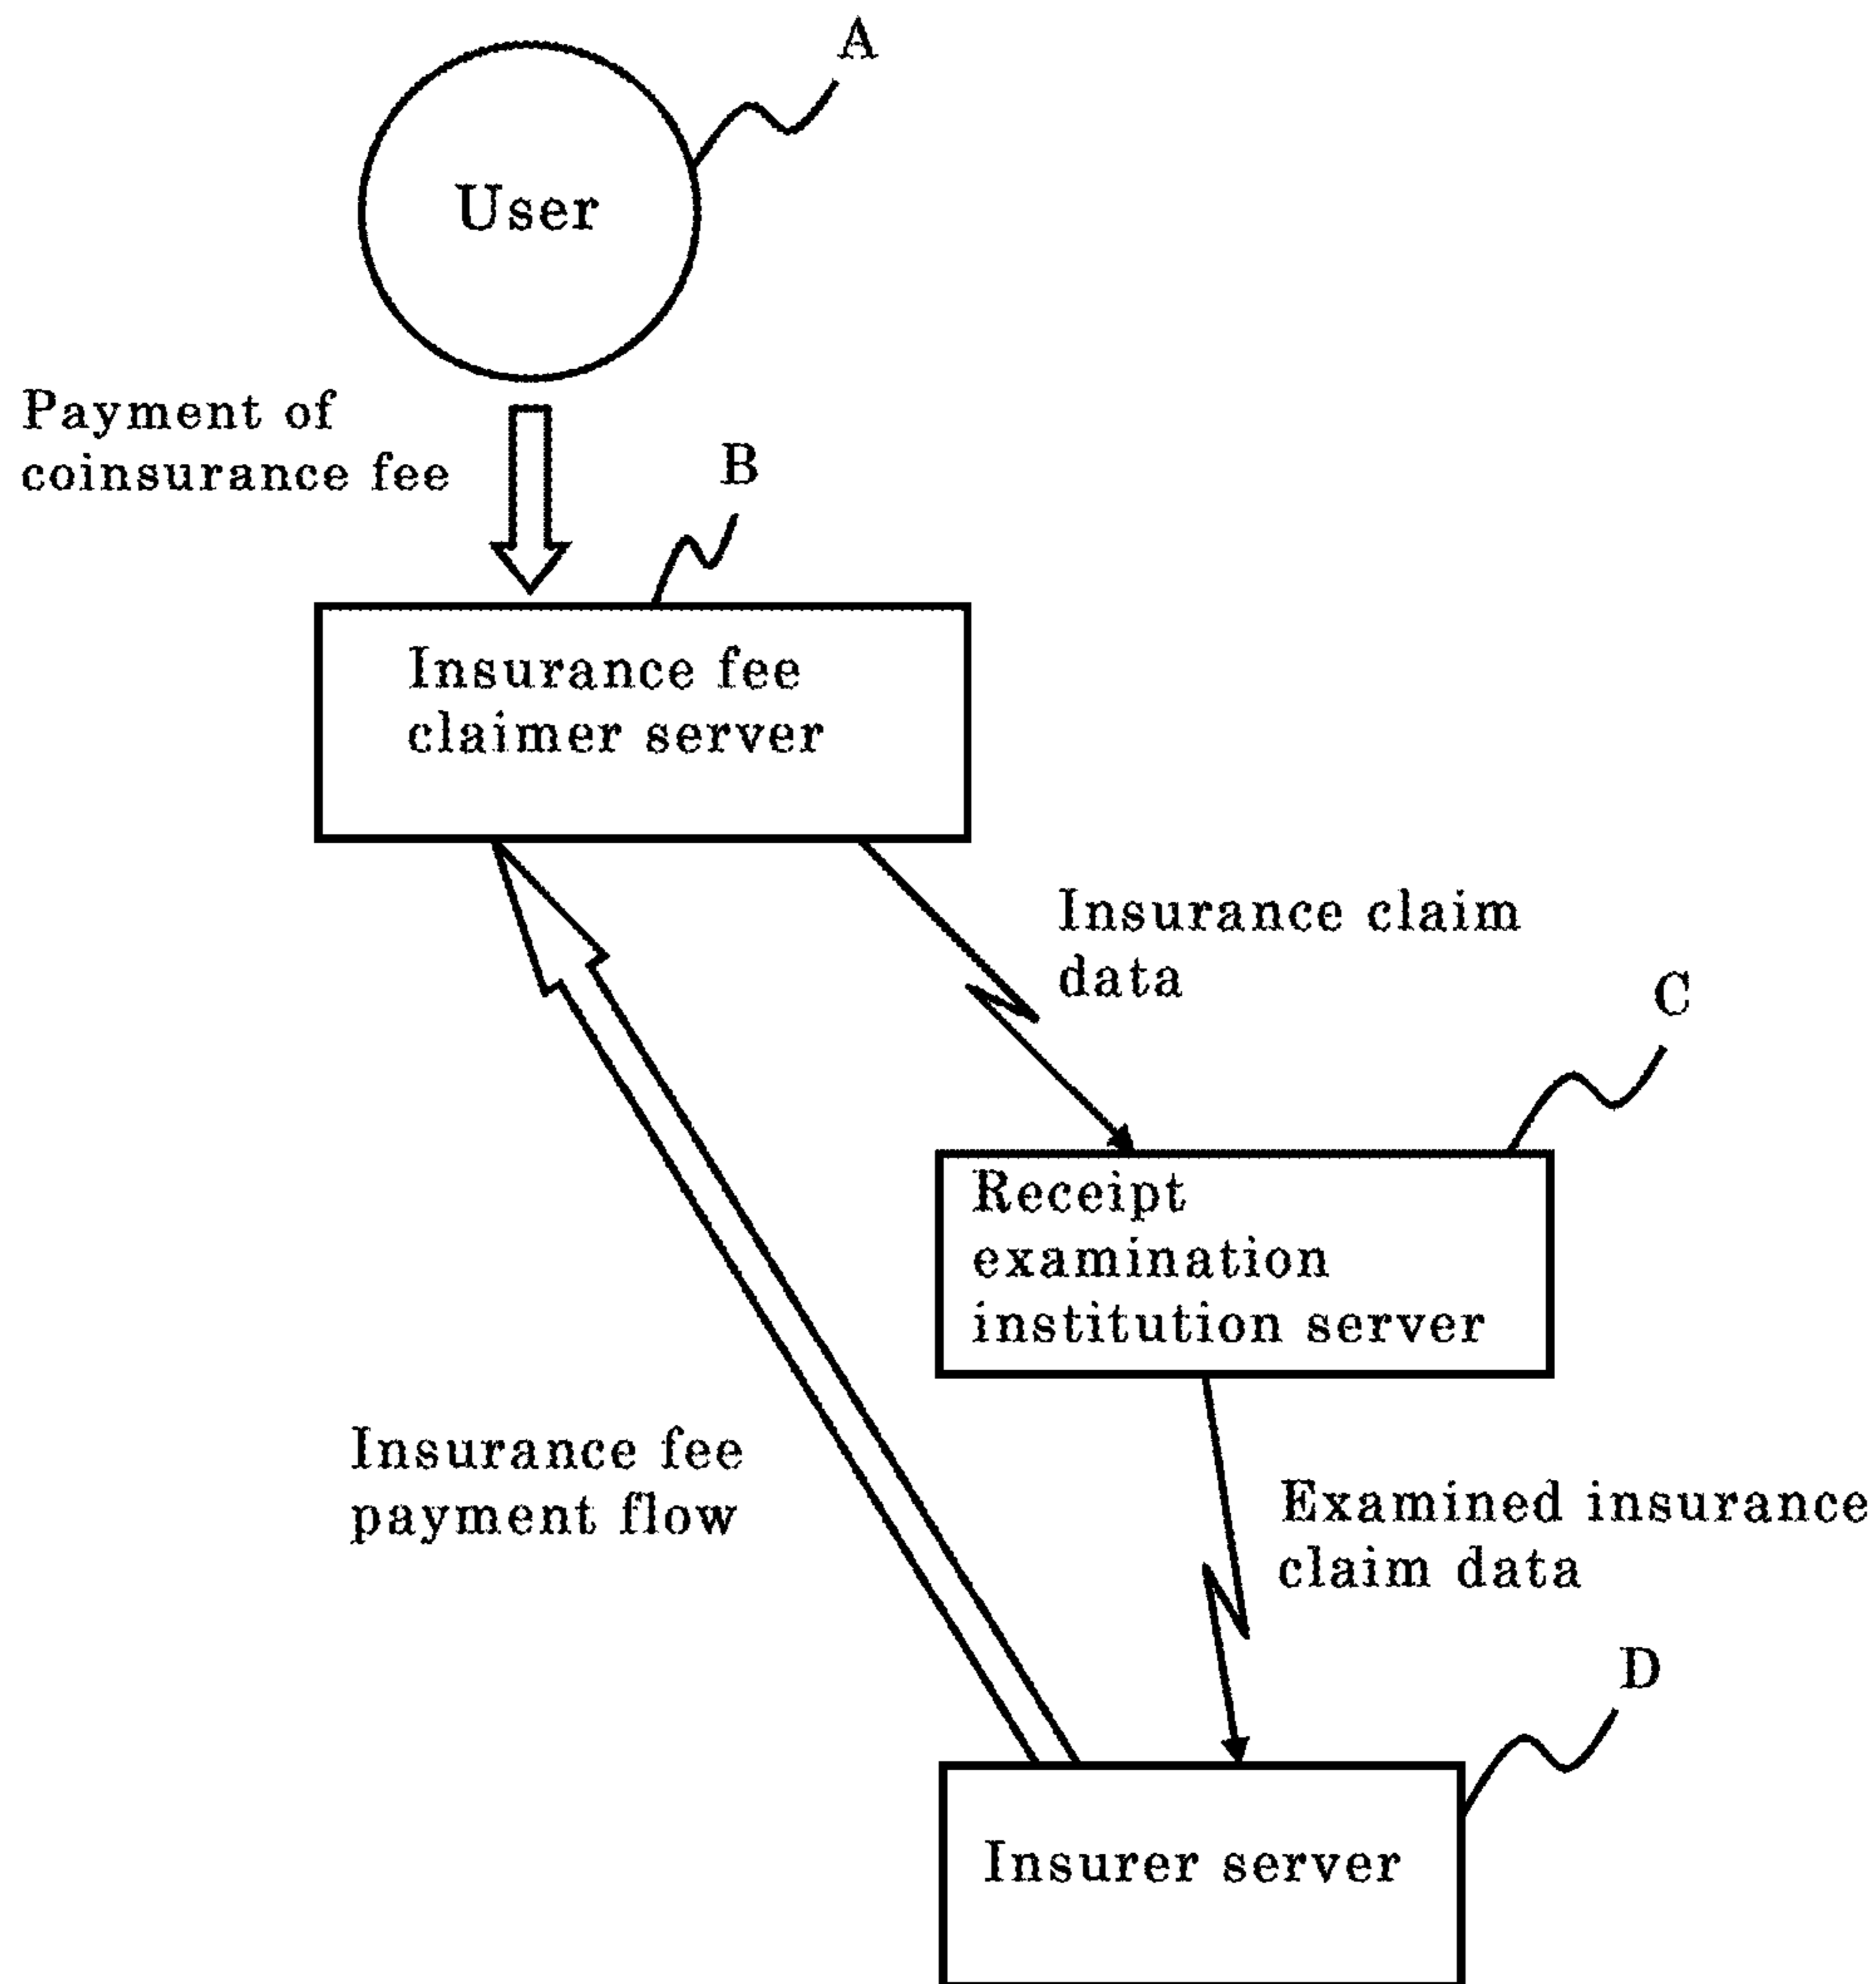 A
User
Payment of
coinsurance fee
B
Insurance fee
claimer server
Insurance claim
data
C
Receipt
examination
institution server
Insurance fee
payment flow
Examined insurance
claim data
D
Insurer server